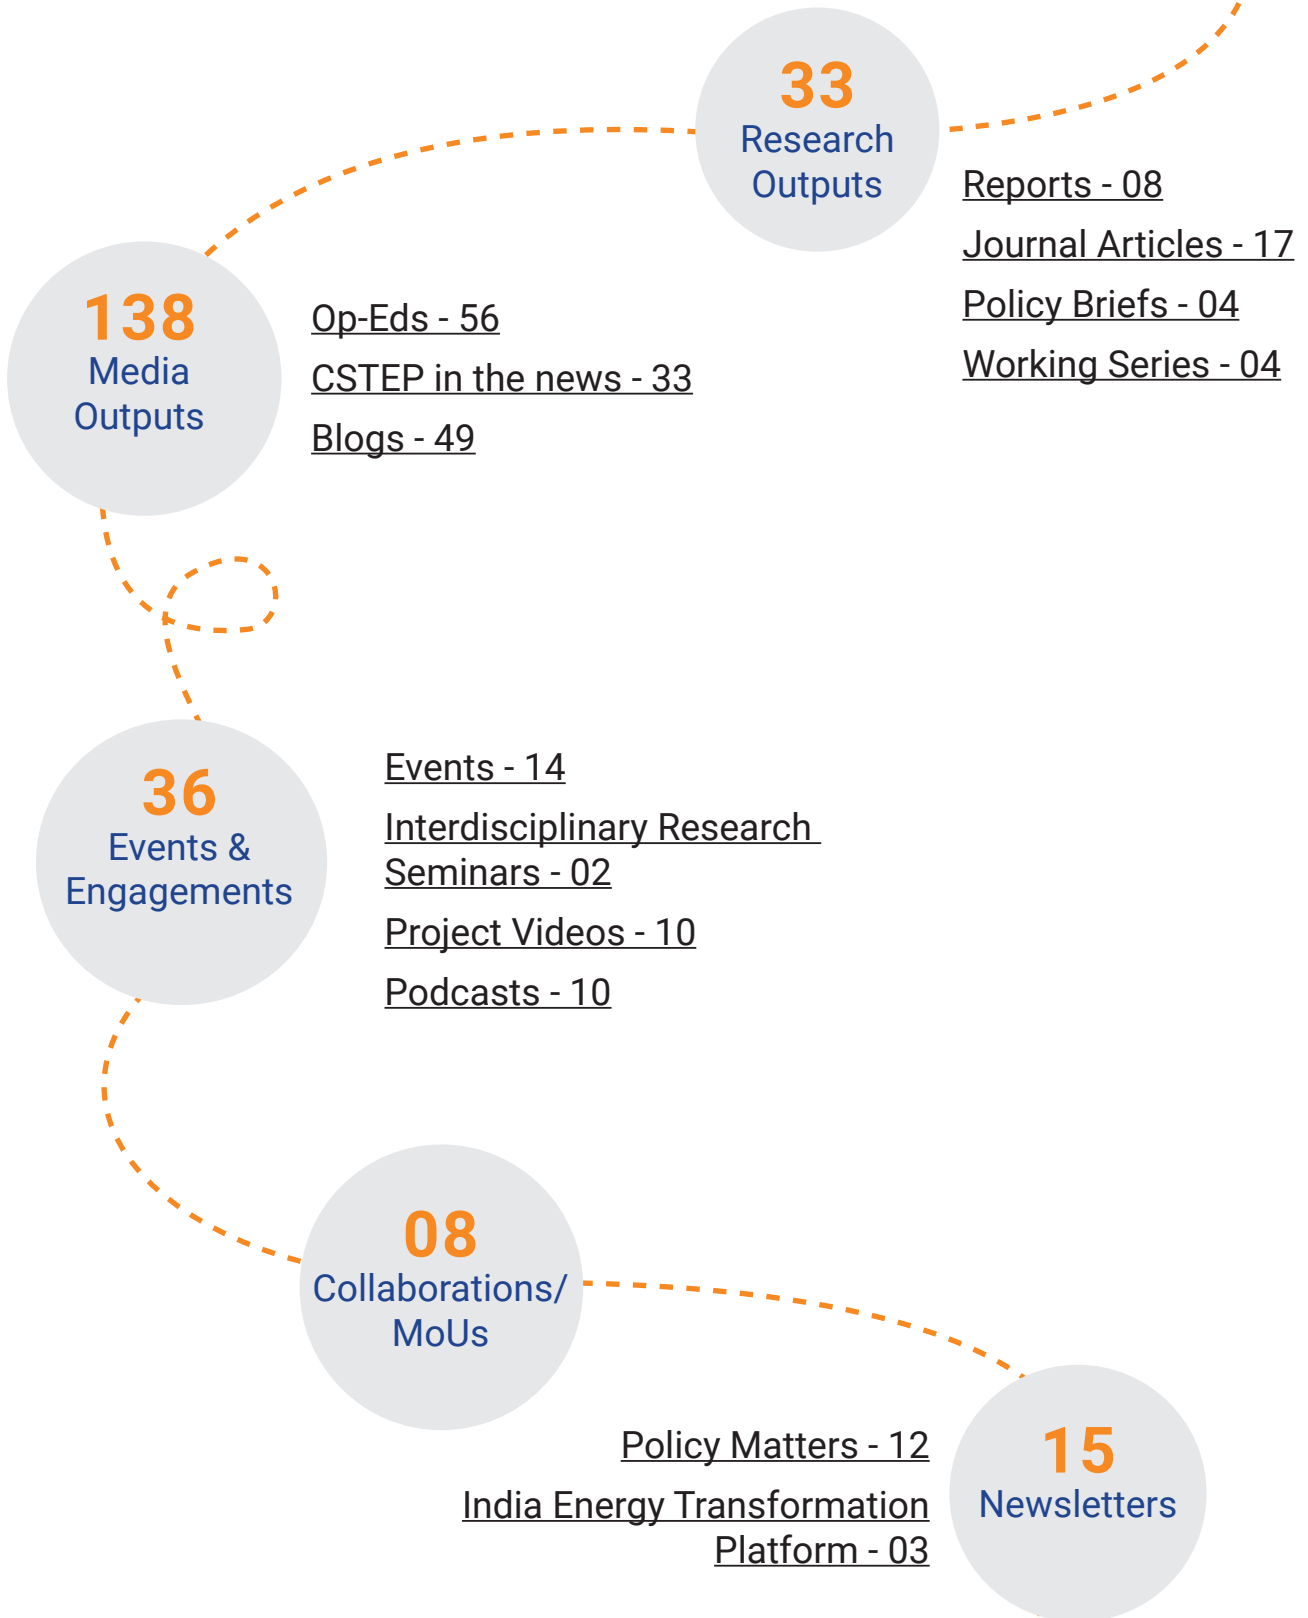 33
Research
Outputs
Reports - 08
Journal Articles - 17
Policy Briefs - 04
Working Series - 04
138
Media
Outputs
Op-Eds - 56
CSTEP in the news - 33
Blogs - 49
36
Events &
Engagements
Events - 14
Interdisciplinary Research
Seminars - 02
Project Videos - 10
Podcasts - 10
08
Collaborations/
MoUs
15
Newsletters
Policy Matters - 12
India Energy Transformation
Platform - 03